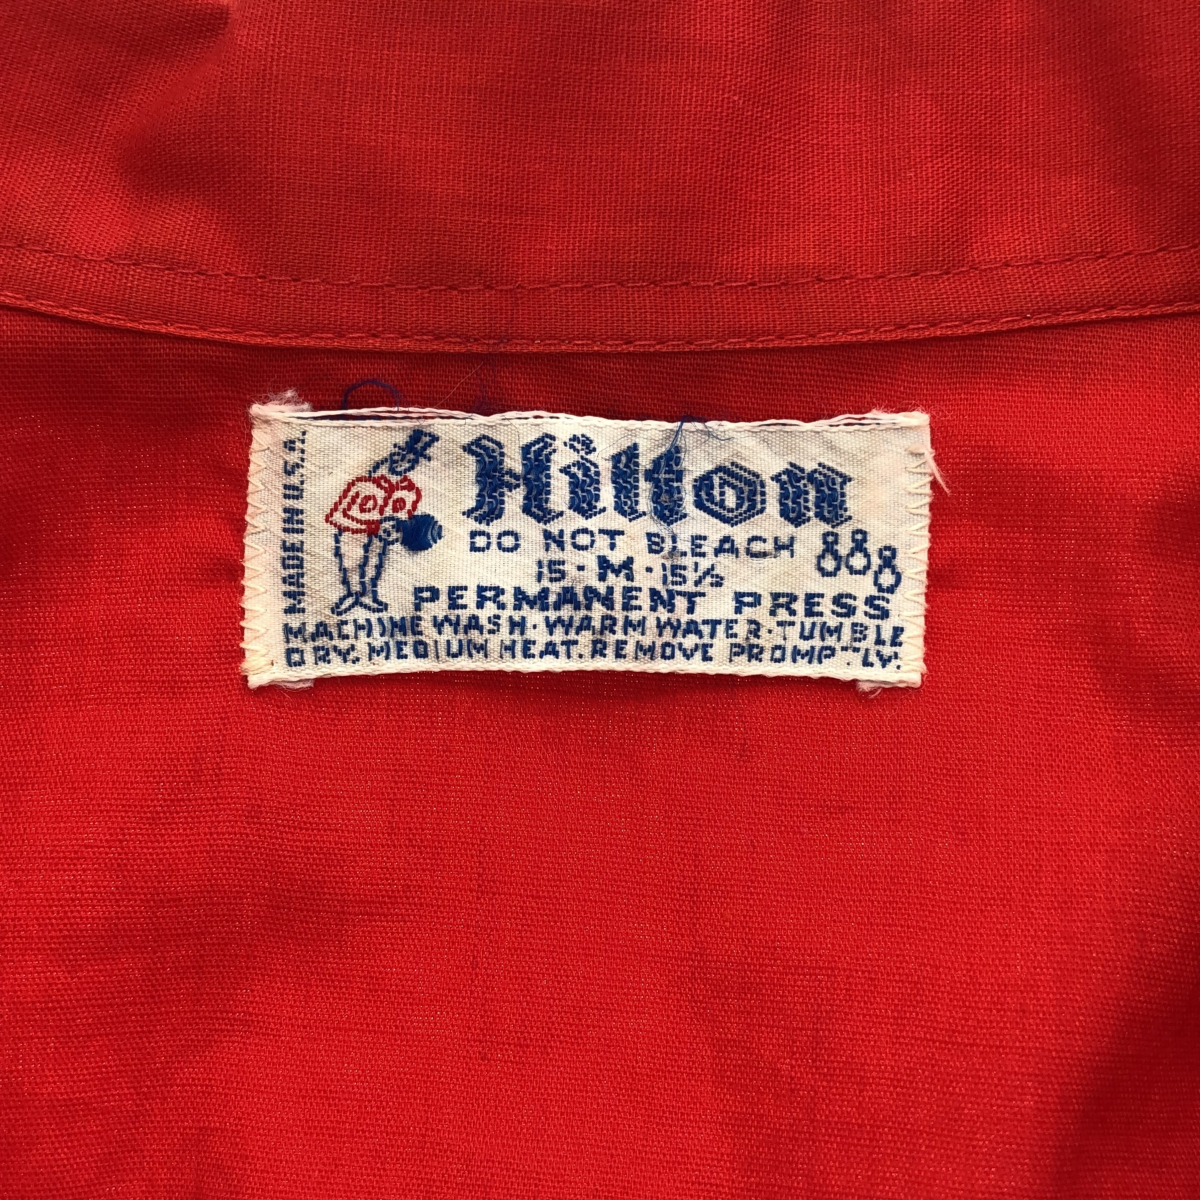 MADE IN U.S.A.
Hilton
DO NOT BLEACH
15 · M · 15½
PERMANENT PRESS
MACHINE WASH · WARM WATER · TUMBLE
DRY. MEDIUM HEAT. REMOVE PROMPTLY.